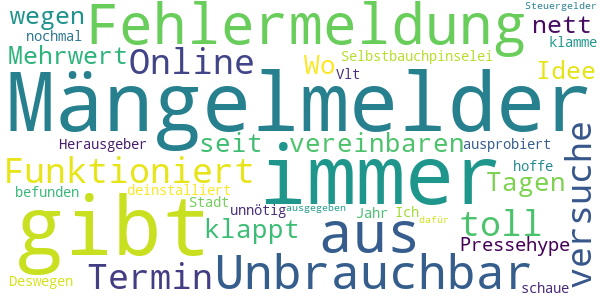 wegen Fehlermeldung Steuergelder
nochmal nett
Mehrwert Online Wo Selbstbauchpinselei klamme
Vlt Idee
Mängelmelder
Herausgeber seit vereinbaren ausprobiert
Funktioniert immer hoffe versuche
befunden deinstalliert Tagen
gibt Stadt unnötig ausgegeben Jahr Ich dafür
klappt aus toll
Pressehype
Deswegen Termin Unbrauchbar schaue